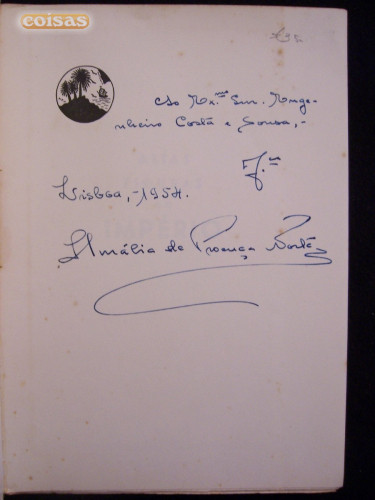 coisas
Ao Ex.mo Snr. Enge-
nheiro Costa e Sousa,-
Lisboa,-1954.
Amália de Proença Norte